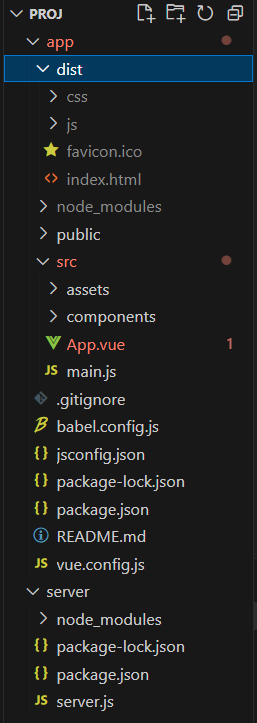 PROJ
app
dist
css
js
favicon.ico
index.html
node_modules
public
src
assets
components
App.vue 1
JS main.js
.gitignore
babel.config.js
jsconfig.json
package-lock.json
package.json
README.md
JS vue.config.js
server
node_modules
package-lock.json
package.json
JS server.js